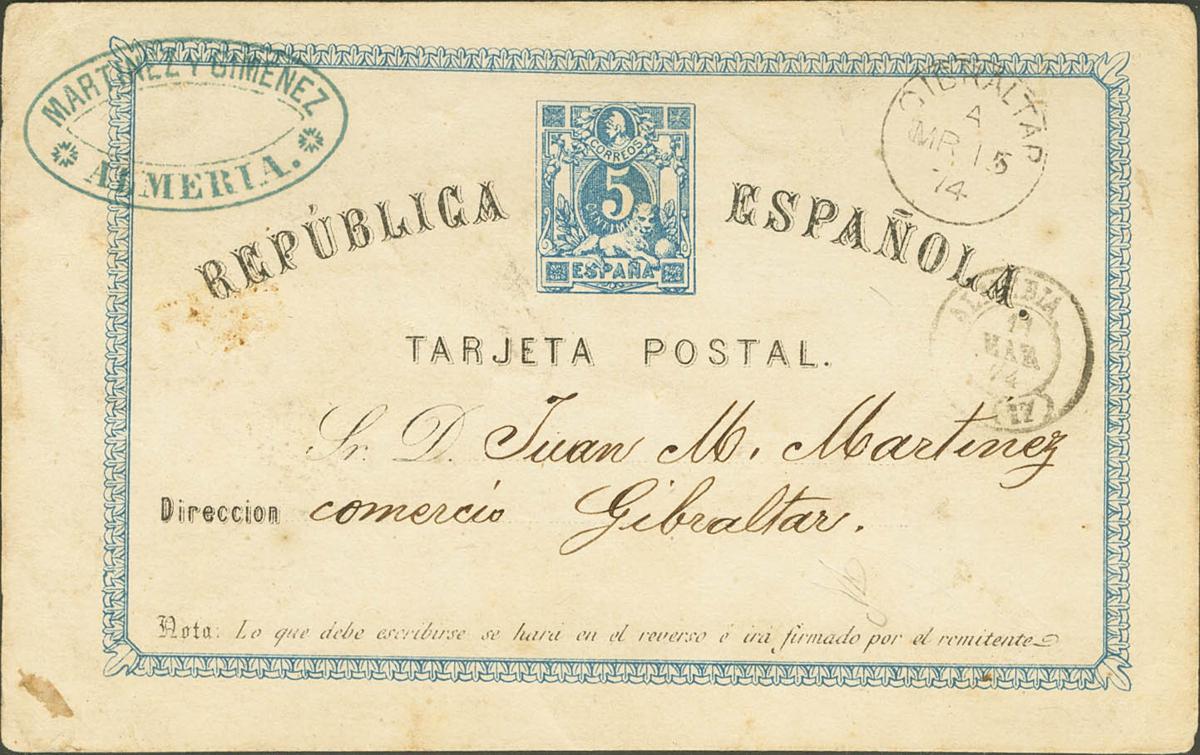 MARTINEZ Y GIMENEZ
ALMERIA.
CORREOS
5
ESPAÑA
GIBRALTAR
A
MR 15
74
REPÚBLICA ESPAÑOLA.
11
MAR
74
TARJETA POSTAL.
Sr. D. Juan M. Martinez
Direccion comercio Gibraltar.
Nota: Lo que debe escribirse se hará en el reverso é irá firmado por el remitente